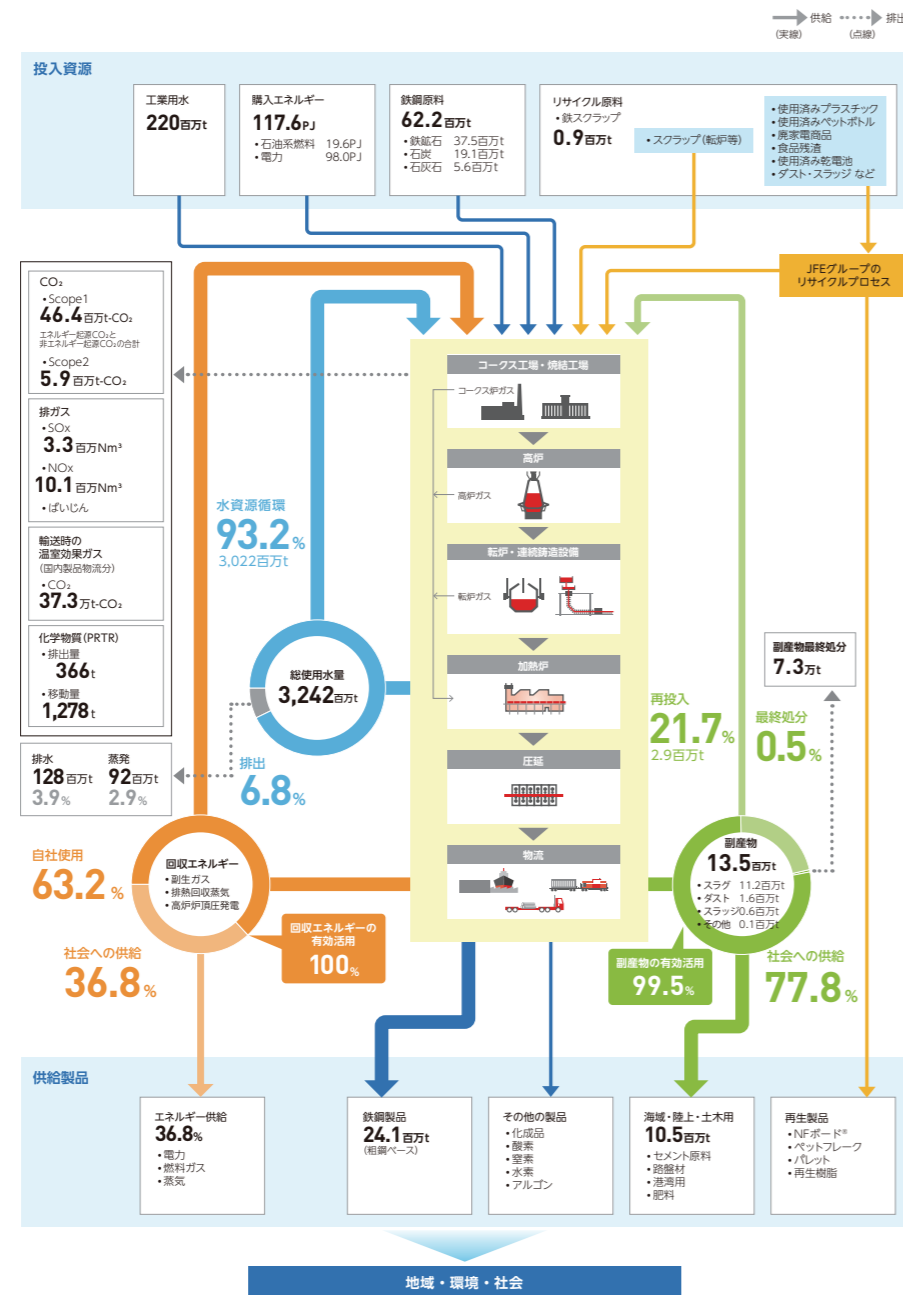 供給
排出
(実線)
(点線)
投入資源
工業用水
220百万t
購入エネルギー
117.6PJ
・石油系燃料 19.6PJ
・電力 98.0PJ
鉄鋼原料
62.2百万t
・鉄鉱石 37.5百万t
・石炭 19.1百万t
・石灰石 5.6百万t
リサイクル原料
・鉄スクラップ
0.9百万t
・スクラップ(転炉等)
・使用済みプラスチック
・使用済みペットボトル
・廃家電商品
・食品残渣
・使用済み乾電池
・ダスト・スラッジ など
JFEグループの
リサイクルプロセス
CO₂
・Scope1
46.4百万t-CO₂
エネルギー起源CO₂と
非エネルギー起源CO₂の合計
・Scope2
5.9百万t-CO₂
排ガス
・SOx
3.3百万Nm³
・NOx
10.1百万Nm³
・ばいじん
輸送時の
温室効果ガス
(国内製品物流分)
・CO₂
37.3万t-CO₂
化学物質(PRTR)
・排出量
366t
・移動量
1,278t
排水
128百万t
3.9%
蒸発
92百万t
2.9%
水資源循環
93.2%
3,022百万t
総使用水量
3,242百万t
排出
6.8%
コークス工場・焼結工場
コークス炉ガス
高炉
高炉ガス
転炉・連続鋳造設備
転炉ガス
加熱炉
圧延
物流
再投入
21.7%
2.9百万t
副産物最終処分
7.3万t
最終処分
0.5%
自社使用
63.2%
回収エネルギー
・副生ガス
・排熱回収蒸気
・高炉炉頂圧発電
社会への供給
36.8%
回収エネルギーの
有効活用
100%
副産物
13.5百万t
・スラグ 11.2百万t
・ダスト 1.6百万t
・スラッジ0.6百万t
・その他 0.1百万t
副産物の有効活用
99.5%
社会への供給
77.8%
供給製品
エネルギー供給
36.8%
・電力
・燃料ガス
・蒸気
鉄鋼製品
24.1百万t
(粗鋼ベース)
その他の製品
・化成品
・酸素
・窒素
・水素
・アルゴン
海域・陸上・土木用
10.5百万t
・セメント原料
・路盤材
・港湾用
・肥料
再生製品
・NFボード®
・ペットフレーク
・パレット
・再生樹脂
地域・環境・社会